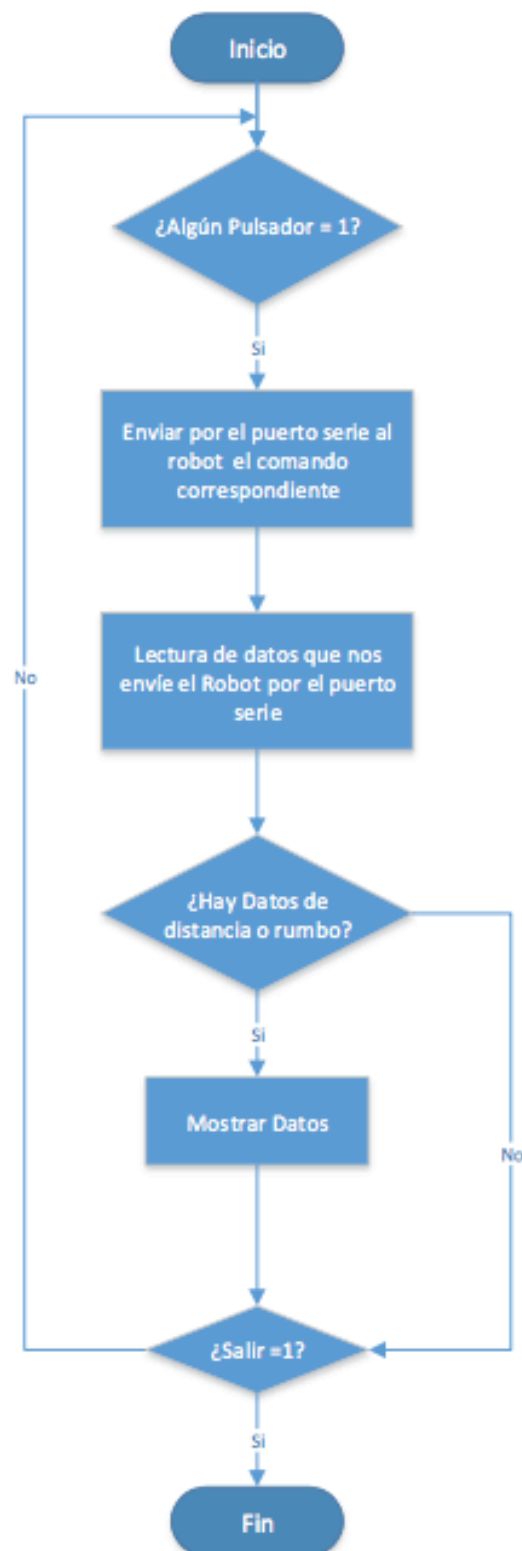 Inicio
¿Algún Pulsador = 1?
Si
Enviar por el puerto serie al
robot el comando
correspondiente
Lectura de datos que nos
envíe el Robot por el puerto
serie
No
¿Hay Datos de
distancia o rumbo?
Si
Mostrar Datos
No
¿Salir =1?
Si
Fin